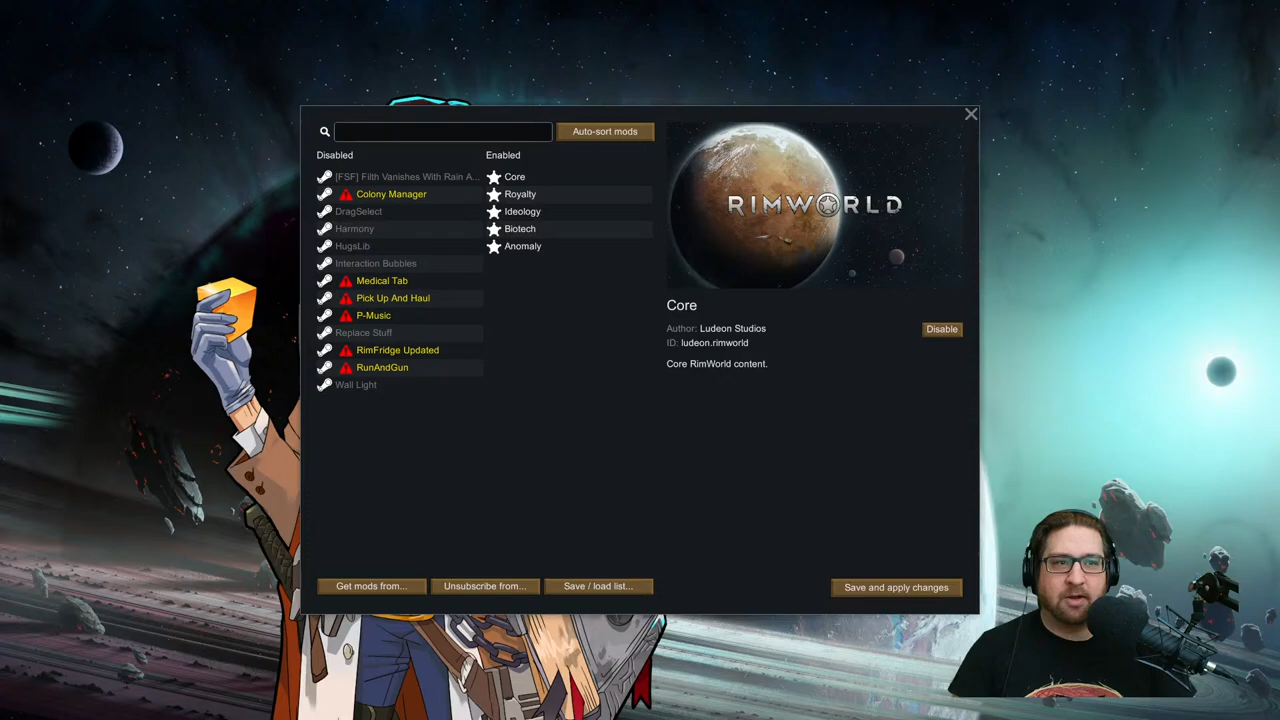 Auto-sort mods
Disabled
Enabled
[FSF] Filth Vanishes With Rain A...
Colony Manager
DragSelect
Harmony
HugsLib
Interaction Bubbles
Medical Tab
Pick Up And Haul
P-Music
Replace Stuff
RimFridge Updated
RunAndGun
Wall Light
Core
Royalty
Ideology
Biotech
Anomaly
RIMWORLD
Core
Author: Ludeon Studios
ID: ludeon.rimworld
Disable
Core RimWorld content.
Get mods from...
Unsubscribe from...
Save / load list...
Save and apply changes